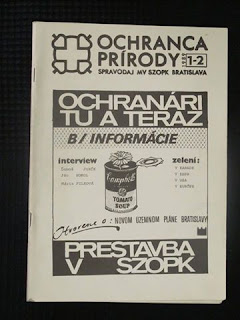 OCHRANCA
PRÍRODY 1-2
SPRAVODAJ MV SZOPK BRATISLAVA
OCHRANÁRI
TU A TERAZ
B/ INFORMÁCIE
interview
zelení:
Campbell's
TOMATO
SOUP
Otvorene o: NOVOM ÚZEMNOM PLÁNE BRATISLAVY
PRESTAVBA
V SZOPK